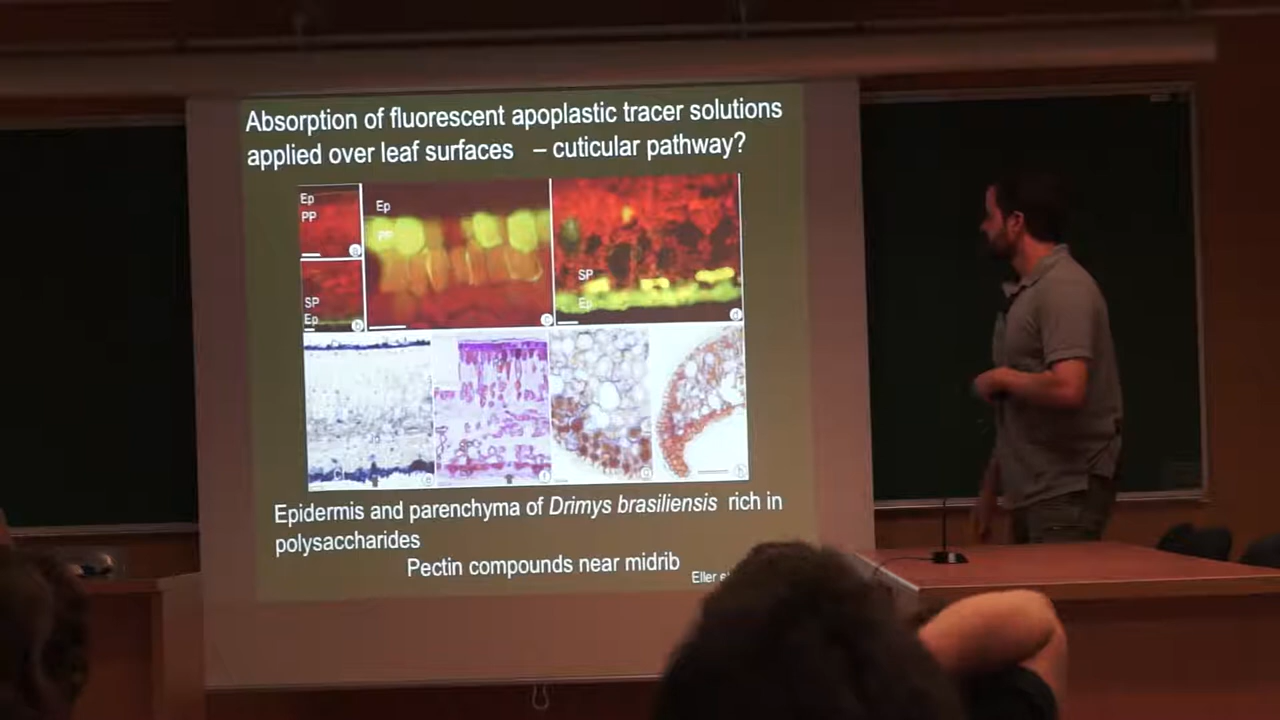 Absorption of fluorescent apoplastic tracer solutions
applied over leaf surfaces – cuticular pathway?
Ep
PP
a
SP
Ep
b
Ep
PP
c
SP
Ep
d
e
f
g
h
Epidermis and parenchyma of Drimys brasiliensis rich in
polysaccharides
Pectin compounds near midrib
Eller